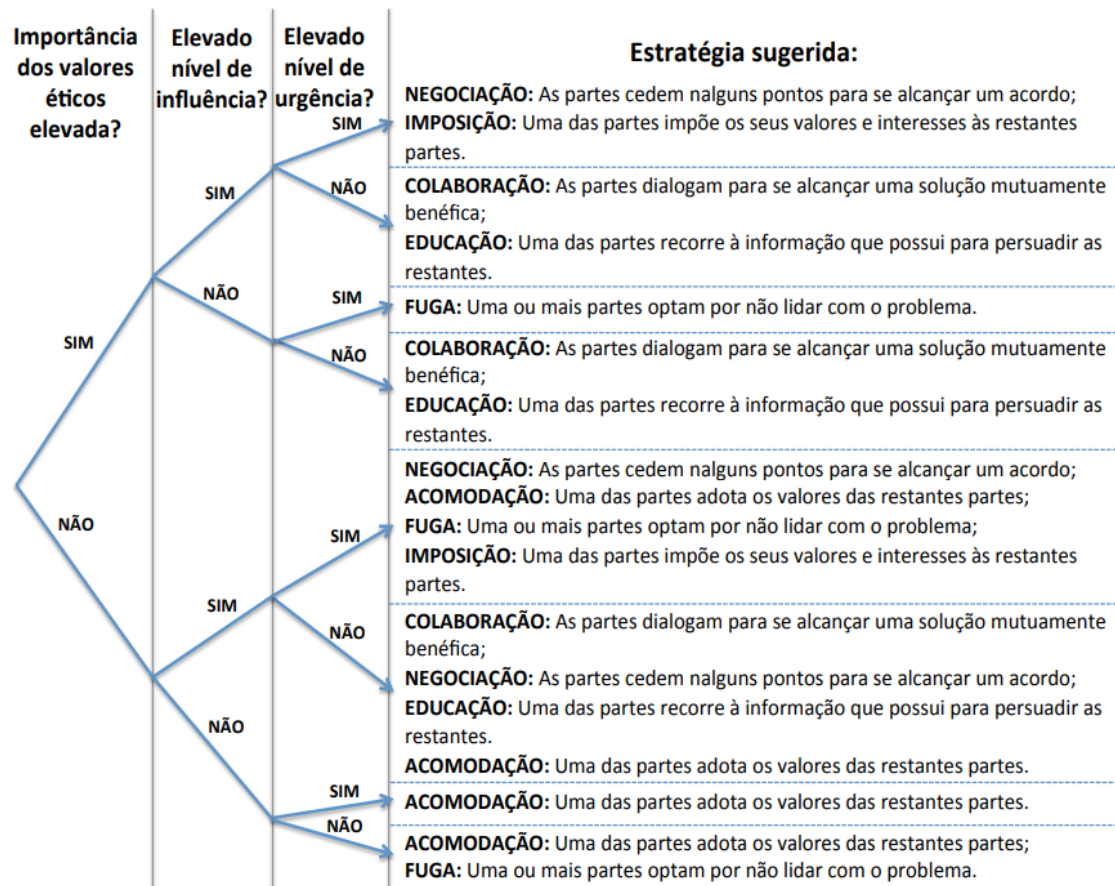 Importância
dos valores
éticos
elevada?
Elevado
nível de
influência?
Elevado
nível de
urgência?
Estratégia sugerida:
SIM
NEGOCIAÇÃO: As partes cedem nalguns pontos para se alcançar um acordo;
IMPOSIÇÃO: Uma das partes impõe os seus valores e interesses às restantes
partes.
SIM
NÃO
COLABORAÇÃO: As partes dialogam para se alcançar uma solução mutuamente
benéfica;
EDUCAÇÃO: Uma das partes recorre à informação que possui para persuadir as
restantes.
SIM
NÃO
SIM
FUGA: Uma ou mais partes optam por não lidar com o problema.
NÃO
COLABORAÇÃO: As partes dialogam para se alcançar uma solução mutuamente
benéfica;
EDUCAÇÃO: Uma das partes recorre à informação que possui para persuadir as
restantes.
NÃO
SIM
SIM
NEGOCIAÇÃO: As partes cedem nalguns pontos para se alcançar um acordo;
ACOMODAÇÃO: Uma das partes adota os valores das restantes partes;
FUGA: Uma ou mais partes optam por não lidar com o problema;
IMPOSIÇÃO: Uma das partes impõe os seus valores e interesses às restantes
partes.
NÃO
COLABORAÇÃO: As partes dialogam para se alcançar uma solução mutuamente
benéfica;
NEGOCIAÇÃO: As partes cedem nalguns pontos para se alcançar um acordo;
EDUCAÇÃO: Uma das partes recorre à informação que possui para persuadir as
restantes.
ACOMODAÇÃO: Uma das partes adota os valores das restantes partes.
NÃO
SIM
ACOMODAÇÃO: Uma das partes adota os valores das restantes partes.
NÃO
ACOMODAÇÃO: Uma das partes adota os valores das restantes partes;
FUGA: Uma ou mais partes optam por não lidar com o problema.